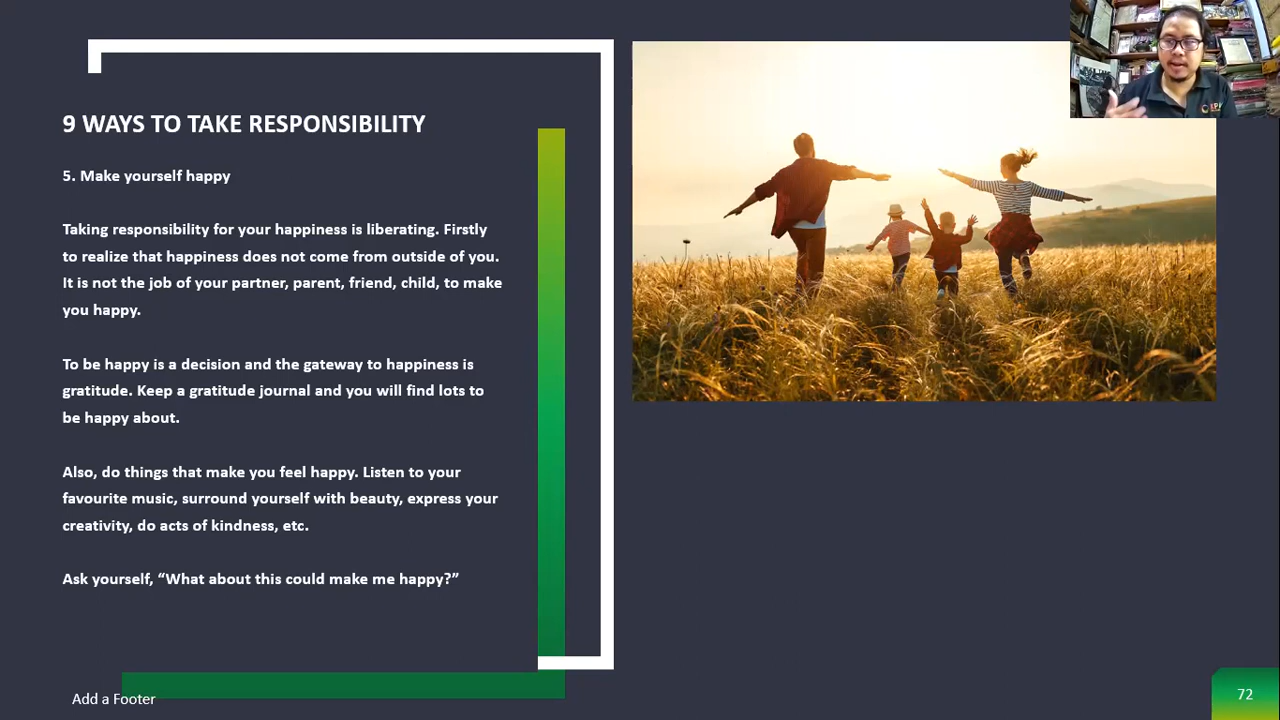 9 WAYS TO TAKE RESPONSIBILITY
5. Make yourself happy
Taking responsibility for your happiness is liberating. Firstly
to realize that happiness does not come from outside of you.
It is not the job of your partner, parent, friend, child, to make
you happy.
To be happy is a decision and the gateway to happiness is
gratitude. Keep a gratitude journal and you will find lots to
be happy about.
Also, do things that make you feel happy. Listen to your
favourite music, surround yourself with beauty, express your
creativity, do acts of kindness, etc.
Ask yourself, “What about this could make me happy?”
Add a Footer
72